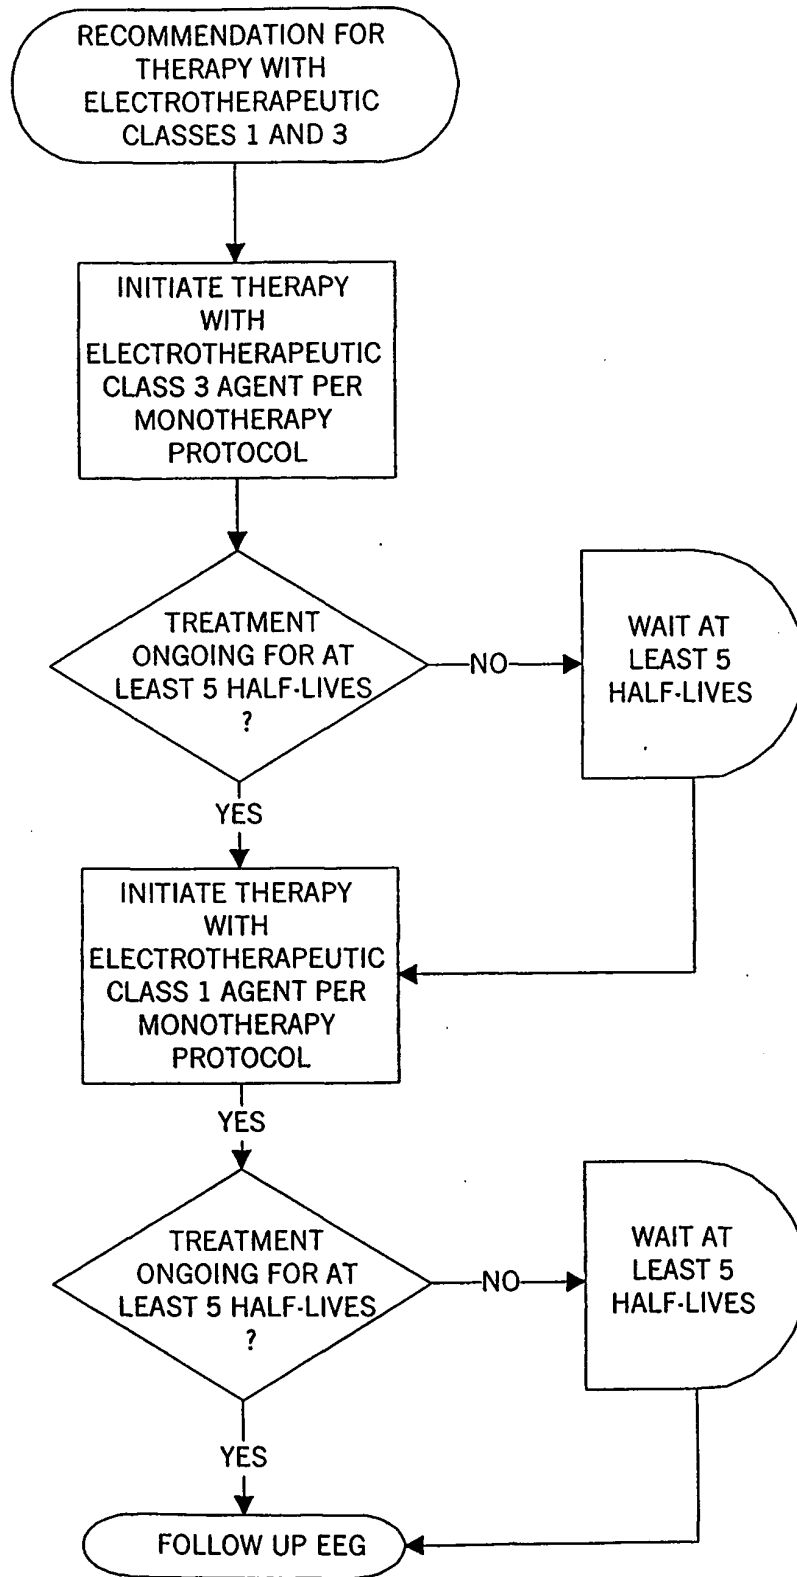 RECOMMENDATION FOR
THERAPY WITH
ELECTROTHERAPEUTIC
CLASSES 1 AND 3
INITIATE THERAPY
WITH
ELECTROTHERAPEUTIC
CLASS 3 AGENT PER
MONOTHERAPY
PROTOCOL
TREATMENT
ONGOING FOR AT
LEAST 5 HALF-LIVES
?
NO
WAIT AT
LEAST 5
HALF-LIVES
YES
INITIATE THERAPY
WITH
ELECTROTHERAPEUTIC
CLASS 1 AGENT PER
MONOTHERAPY
PROTOCOL
YES
TREATMENT
ONGOING FOR AT
LEAST 5 HALF-LIVES
?
NO
WAIT AT
LEAST 5
HALF-LIVES
YES
FOLLOW UP EEG